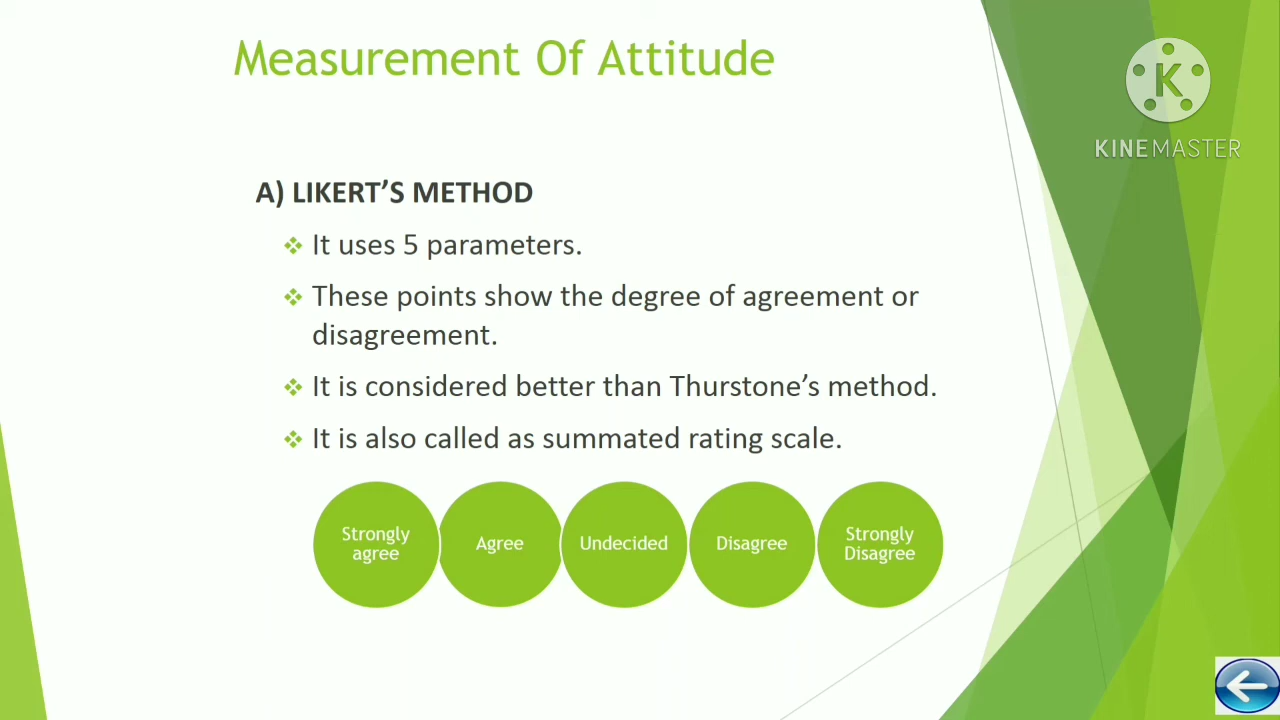 Measurement Of Attitude
K
KINEMASTER
A) LIKERT’S METHOD
❖ It uses 5 parameters.
❖ These points show the degree of agreement or
disagreement.
❖ It is considered better than Thurstone’s method.
❖ It is also called as summated rating scale.
Strongly
agree
Agree
Undecided
Disagree
Strongly
Disagree